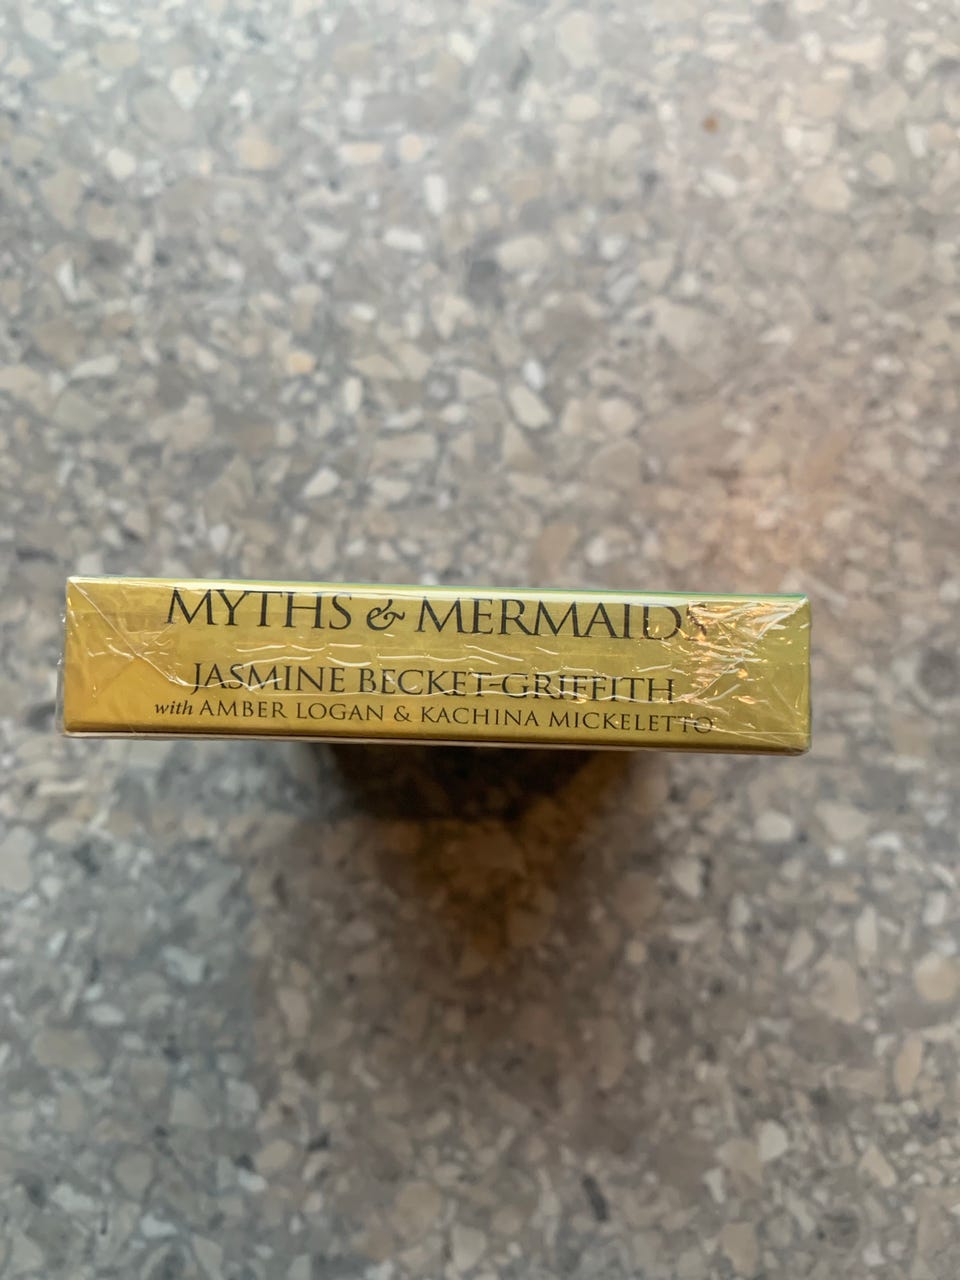 MYTHS & MERMAIDS
JASMINE BECKET-GRIFFITH
with AMBER LOGAN & KACHINA MICKELETTO